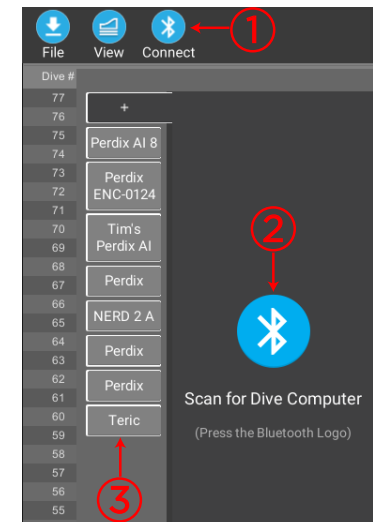 File View Connect
1
Dive #
77
76
75
74
73
72
71
70
69
68
67
66
65
64
63
62
61
60
59
58
57
56
55
+
Perdix AI 8
Perdix
ENC-0124
Tim's
Perdix AI
Perdix
NERD 2 A
Perdix
Perdix
Teric
3
2
Scan for Dive Computer
(Press the Bluetooth Logo)